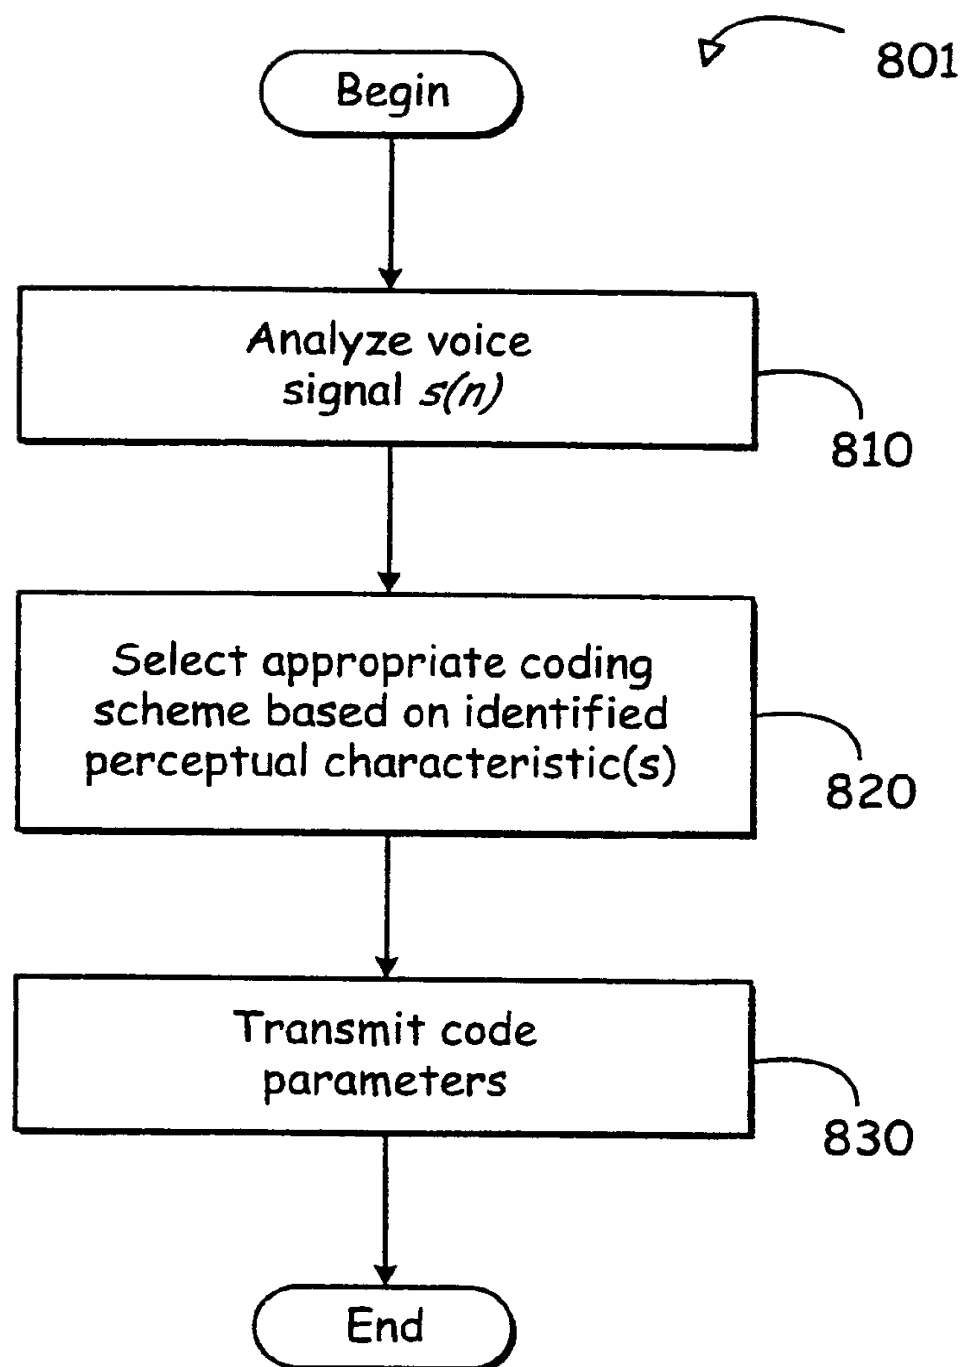 801
Begin
Analyze voice
signal s(n)
810
Select appropriate coding
scheme based on identified
perceptual characteristic(s)
820
Transmit code
parameters
830
End